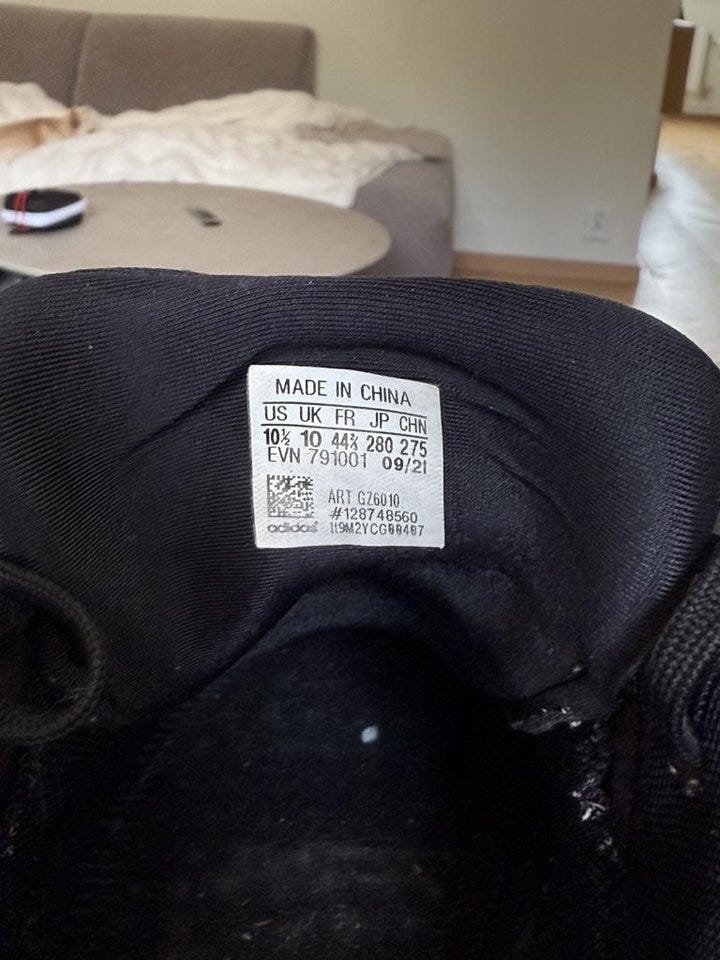 MADE IN CHINA
US UK FR JP CHN
10½ 10 44⅔ 280 275
EVN 791001 09/21
ART GZ6010
#128748560
adidas